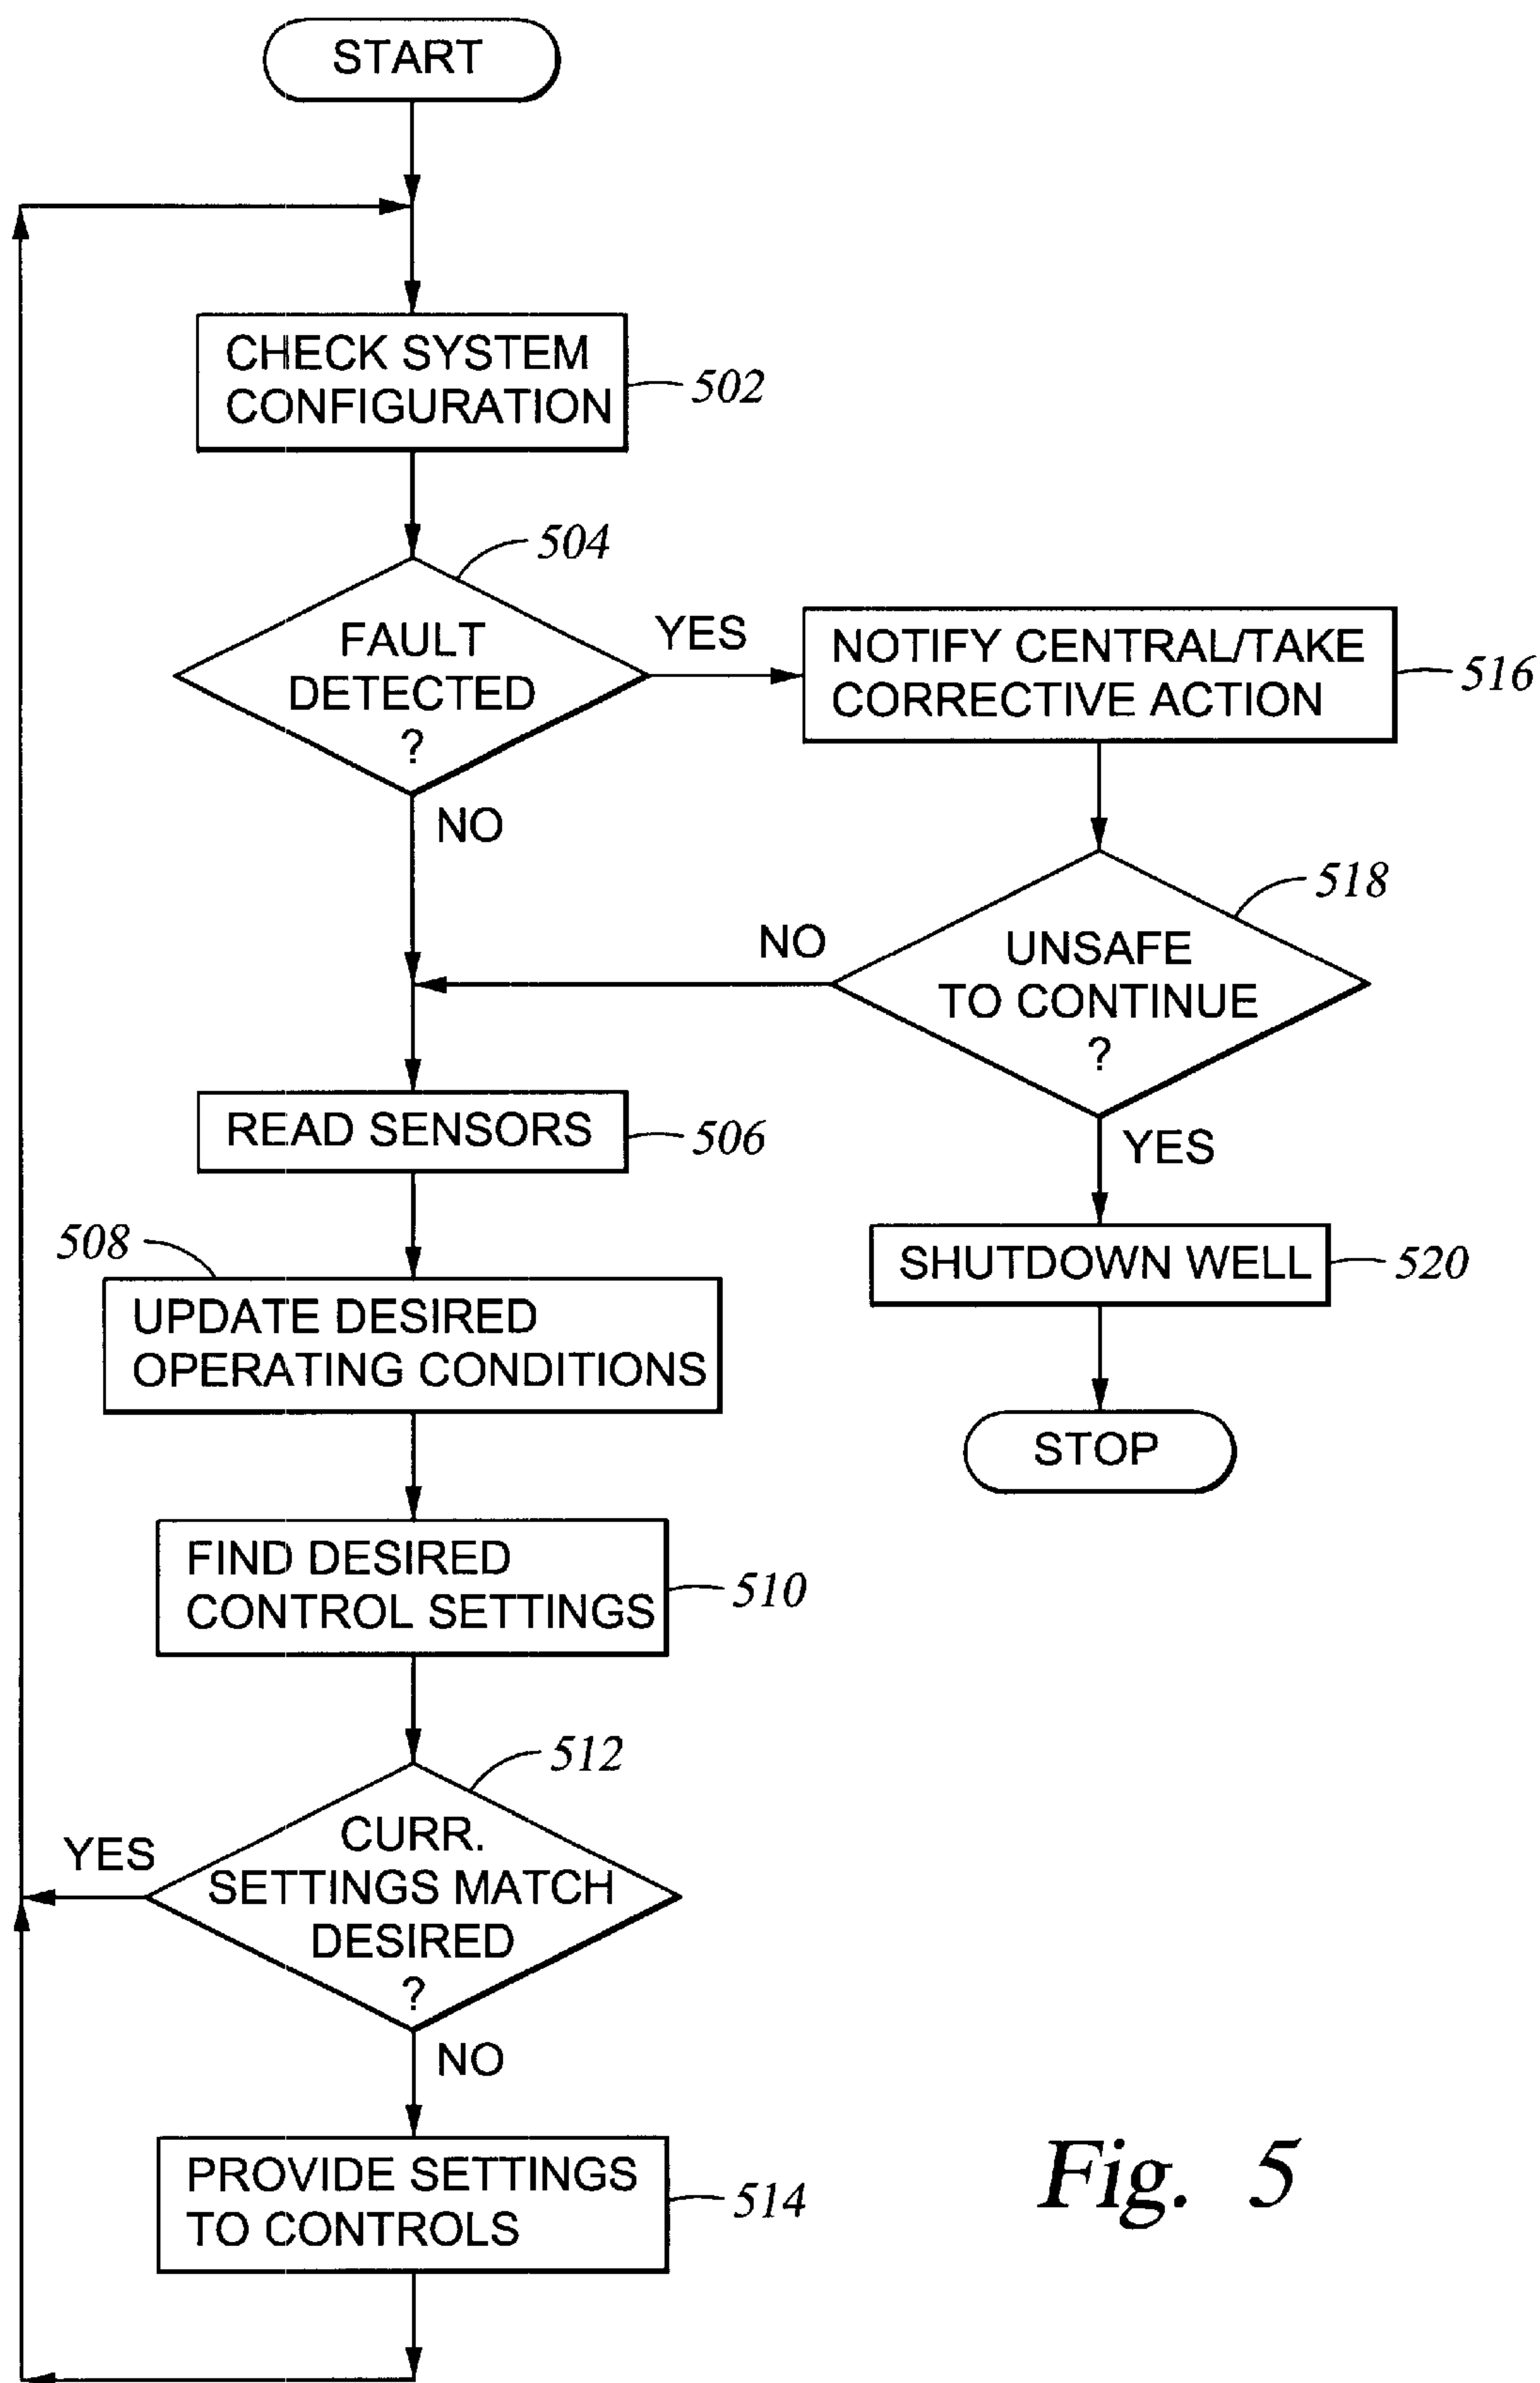 START
CHECK SYSTEM
CONFIGURATION
502
504
FAULT
DETECTED
?
YES
NOTIFY CENTRAL/TAKE
CORRECTIVE ACTION
516
NO
518
UNSAFE
TO CONTINUE
?
NO
YES
READ SENSORS
506
SHUTDOWN WELL
520
508
UPDATE DESIRED
OPERATING CONDITIONS
STOP
FIND DESIRED
CONTROL SETTINGS
510
512
CURR.
SETTINGS MATCH
DESIRED
?
YES
NO
PROVIDE SETTINGS
TO CONTROLS
514
Fig. 5